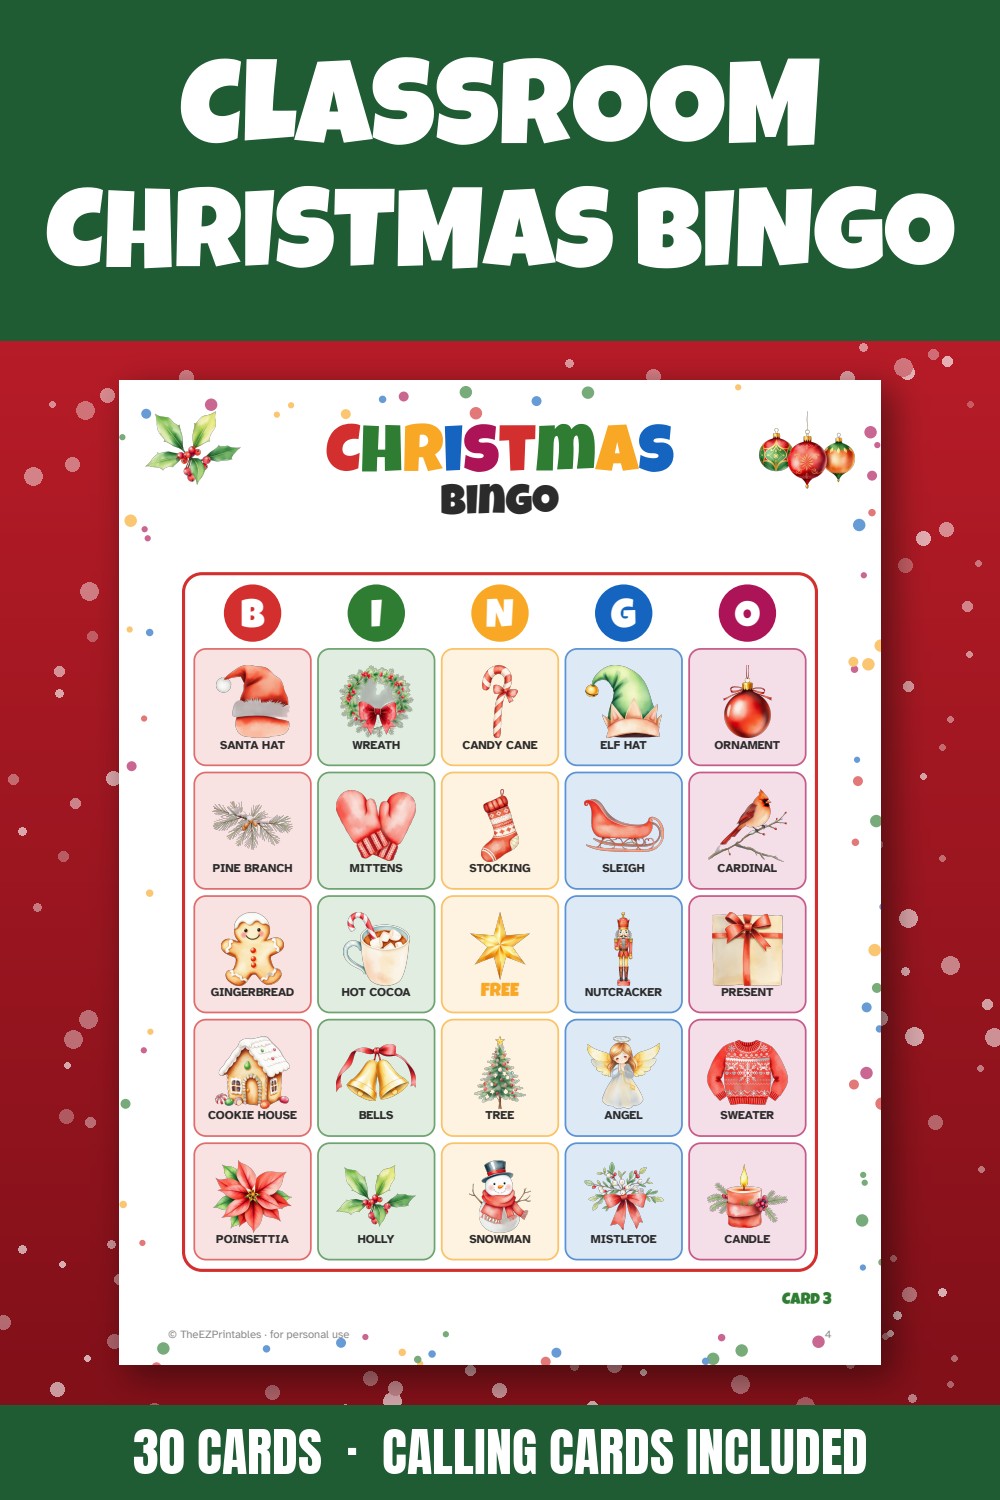 CLASSROOM
CHRISTMAS BINGO
CHRISTMAS
BINGO
B I N G O
SANTA HAT WREATH CANDY CANE ELF HAT ORNAMENT
PINE BRANCH MITTENS STOCKING SLEIGH CARDINAL
GINGERBREAD HOT COCOA FREE NUTCRACKER PRESENT
COOKIE HOUSE BELLS TREE ANGEL SWEATER
POINSETTIA HOLLY SNOWMAN MISTLETOE CANDLE
CARD 3
© TheEZPrintables · for personal use 4
30 CARDS · CALLING CARDS INCLUDED